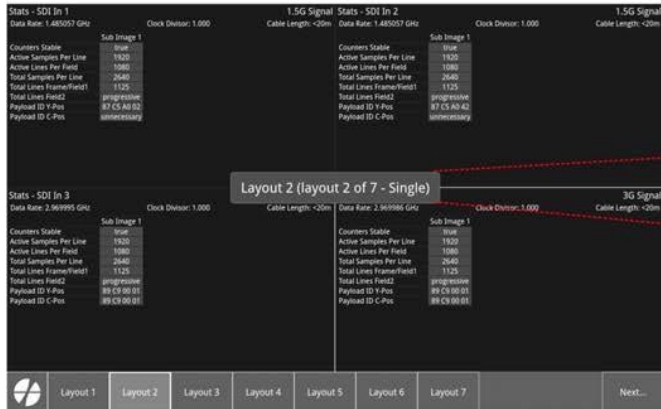 Stats - SDI In 1 1.5G Signal
Data Rate: 1.485057 GHz Clock Divisor: 1.000 Cable Length: <20m
Sub Image 1
Counters Stable true
Active Samples Per Line 1920
Active Lines Per Field 1080
Total Samples Per Line 2640
Total Lines Frame/Field1 1125
Total Lines Field2 progressive
Payload ID Y-Pos 87 C5 A0 02
Payload ID C-Pos unnecessary
Stats - SDI In 2 1.5G Signal
Data Rate: 1.485057 GHz Clock Divisor: 1.000 Cable Length: <20m
Sub Image 1
Counters Stable true
Active Samples Per Line 1920
Active Lines Per Field 1080
Total Samples Per Line 2640
Total Lines Frame/Field1 1125
Total Lines Field2 progressive
Payload ID Y-Pos 87 C5 A0 42
Payload ID C-Pos unnecessary
Layout 2 (layout 2 of 7 - Single)
Stats - SDI In 3
Data Rate: 2.969995 GHz Clock Divisor: 1.000 Cable Length: <20m
Sub Image 1
Counters Stable true
Active Samples Per Line 1920
Active Lines Per Field 1080
Total Samples Per Line 2640
Total Lines Frame/Field1 1125
Total Lines Field2 progressive
Payload ID Y-Pos 89 C9 00 01
Payload ID C-Pos 89 C9 00 01
3G Signal
Data Rate: 2.969986 GHz Clock Divisor: 1.000 Cable Length: <20m
Sub Image 1
Counters Stable true
Active Samples Per Line 1920
Active Lines Per Field 1080
Total Samples Per Line 2640
Total Lines Frame/Field1 1125
Total Lines Field2 progressive
Payload ID Y-Pos 89 C9 00 01
Payload ID C-Pos 89 C9 00 01
Layout 1 Layout 2 Layout 3 Layout 4 Layout 5 Layout 6 Layout 7 Next...